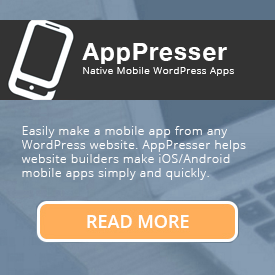 AppPresser
Native Mobile WordPress Apps
Easily make a mobile app from any
WordPress website. AppPresser helps
website builders make iOS/Android
mobile apps simply and quickly.
READ MORE